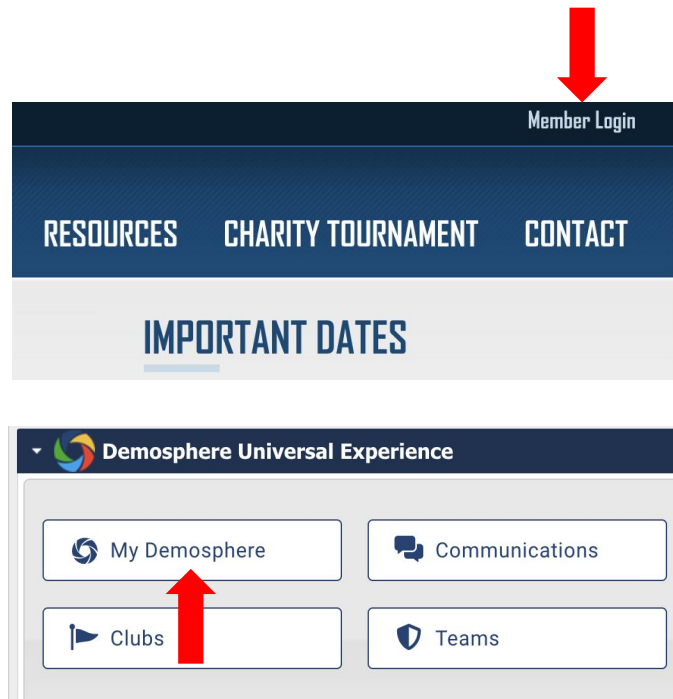 Member Login
RESOURCES CHARITY TOURNAMENT CONTACT
IMPORTANT DATES
Demosphere Universal Experience
My Demosphere Communications
Clubs Teams